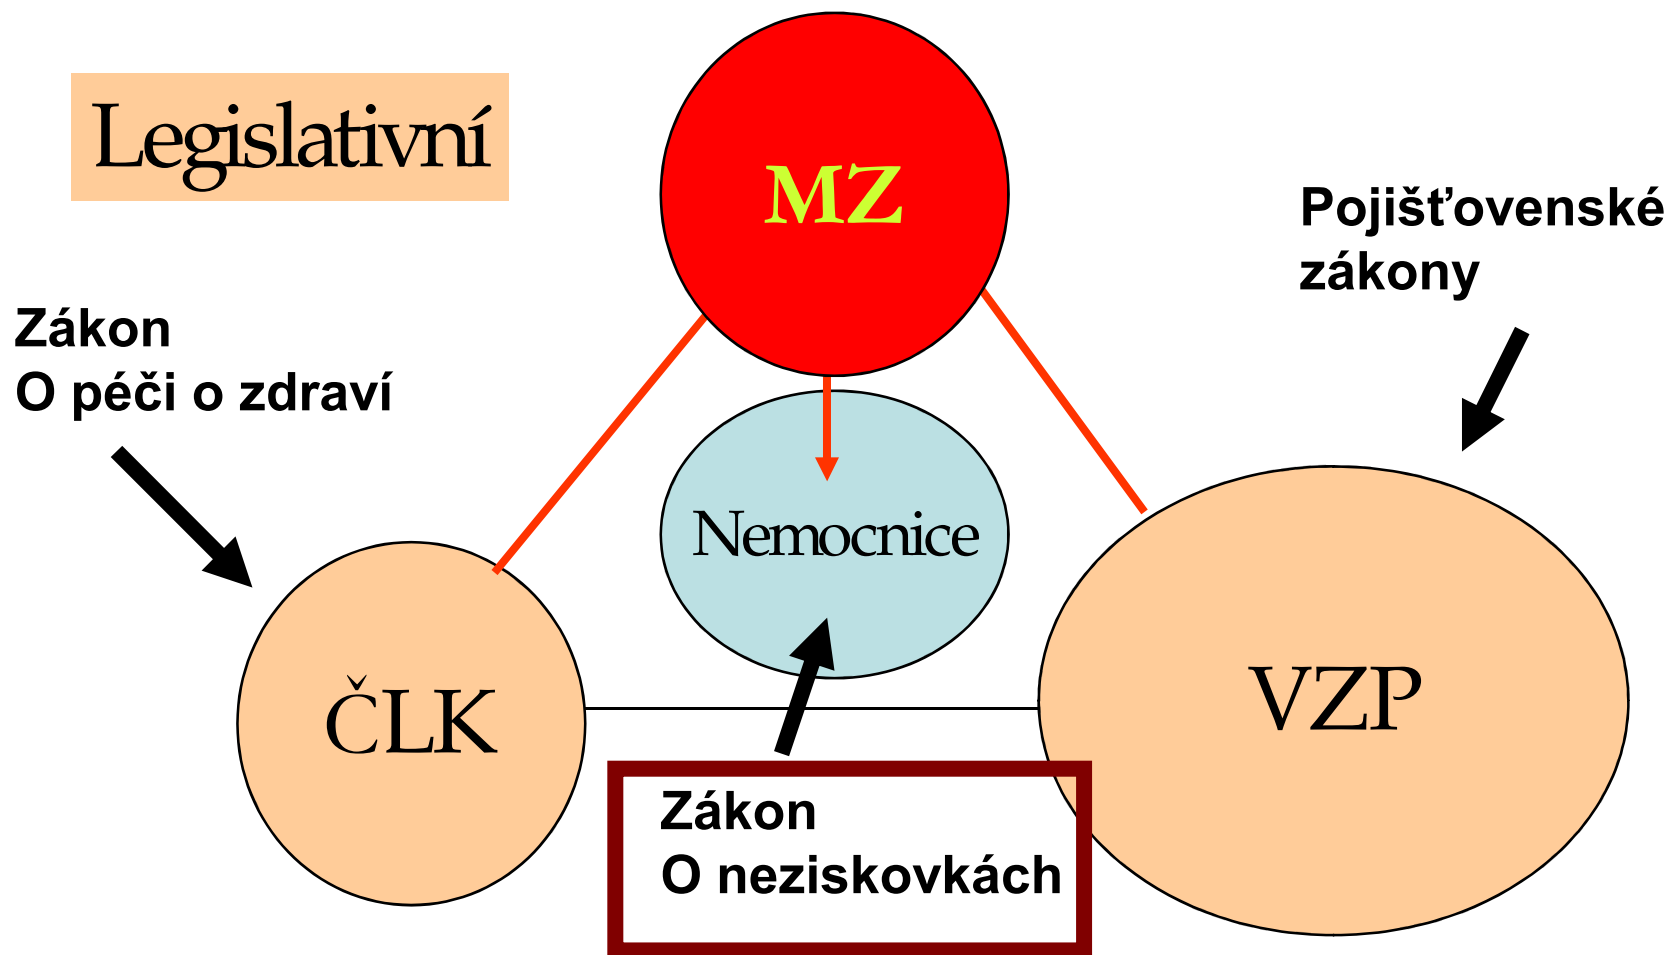 Legislativní
MZ
Pojišťovenské
zákony
Zákon
O péči o zdraví
Nemocnice
ČLK
VZP
Zákon
O neziskovkách